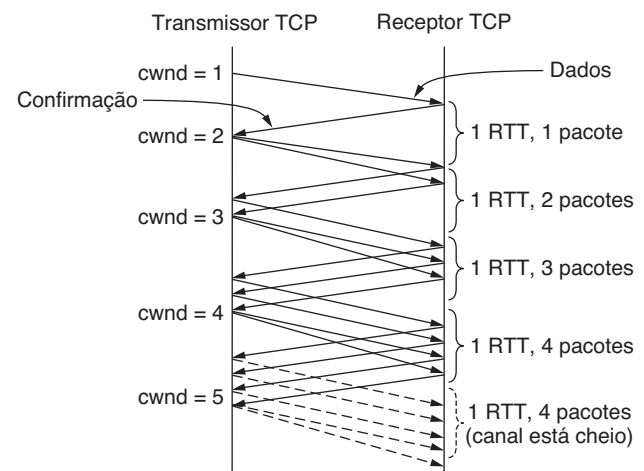 Transmissor TCP
Receptor TCP
cwnd = 1
Dados
Confirmação
1 RTT, 1 pacote
cwnd = 2
1 RTT, 2 pacotes
cwnd = 3
1 RTT, 3 pacotes
cwnd = 4
1 RTT, 4 pacotes
cwnd = 5
1 RTT, 4 pacotes
(canal está cheio)